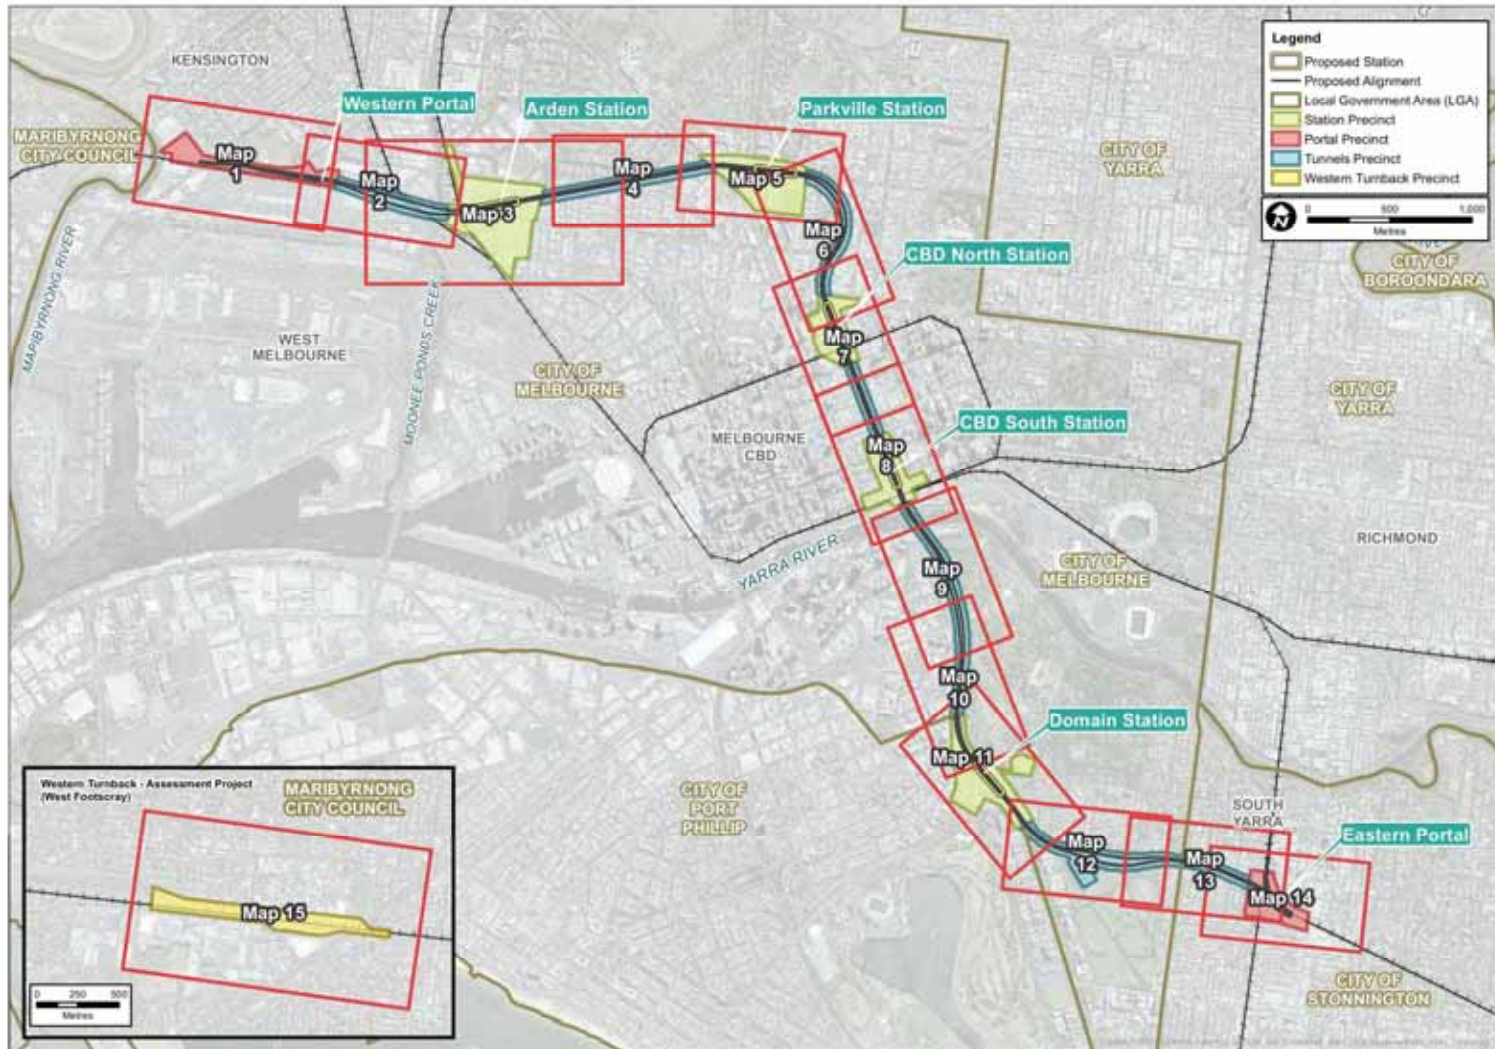 KENSINGTON
Western Portal
Arden Station
Parkville Station
MARIBYRNONG
CITY COUNCIL
Map
1
Map
2
Map 3
Map
4
Map 5
Map
6
CITY OF
YARRA
Legend
Proposed Station
Proposed Alignment
Local Government Area (LGA)
Station Precinct
Portal Precinct
Tunnels Precinct
Western Turnback Precinct
N
0 500 1,000
Metres
CITY OF
BOROONDARA
MARIBYRNONG RIVER
WEST
MELBOURNE
MOONEE PONDS CREEK
CITY OF
MELBOURNE
CBD North Station
Map
7
CITY OF
YARRA
MELBOURNE
CBD
CBD South Station
Map
8
YARRA RIVER
Map
9
CITY OF
MELBOURNE
RICHMOND
Map
10
Domain Station
Map 11
CITY OF
PORT
PHILLIP
SOUTH
YARRA
Eastern Portal
Map
12
Map
13
Map 14
CITY OF
STONNINGTON
Western Turnback - Assessment Project
(West Footscray)
MARIBYRNONG
CITY COUNCIL
Map 15
0 250 500
Metres